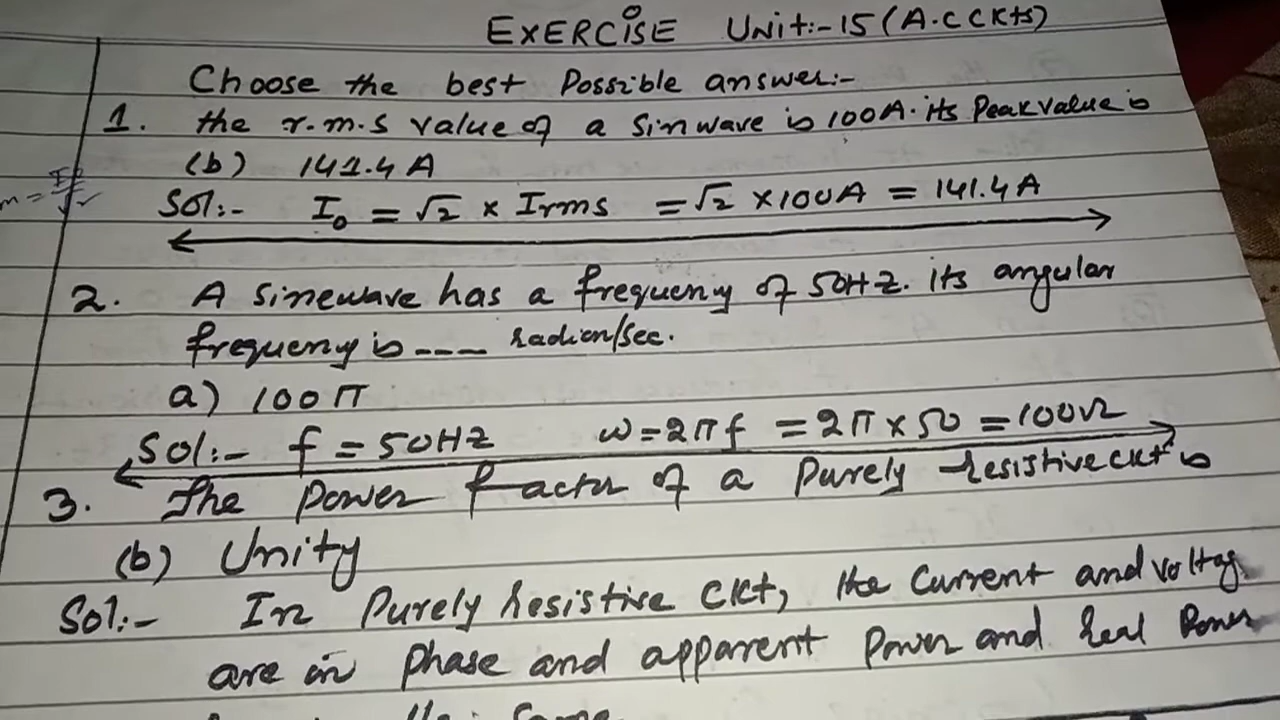 EXERCISE Unit:-15 (A.C CKts)
Choose the best Possible answer:-
1. the r.m.s value of a Sinwave is 100A. its Peak value is
(b) 141.4 A
Sol:- I₀ = √2 × Irms = √2 × 100A = 141.4 A
2. A sinewave has a frequency of 50HZ. its angular
frequency is --- radian/sec.
a) 100π
Sol:- f = 50HZ ω = 2πf = 2π × 50 = 100π
3. The Power factor of a Purely resistive ckt is
(b) Unity
Sol:- In Purely resistive CKt, the Current and voltag
are in Phase and apparent Power and real Power
Same.